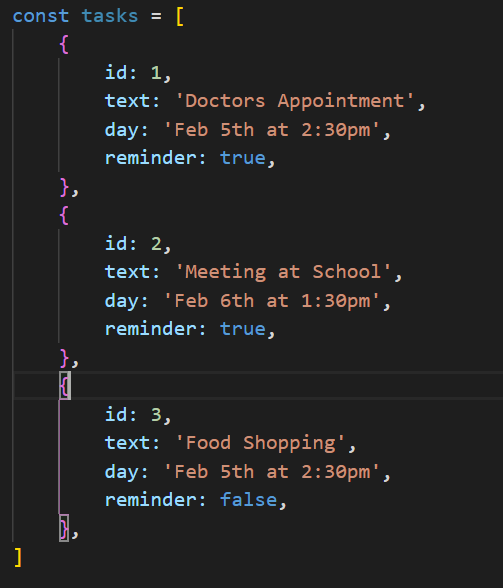 const tasks = [
    {
        id: 1,
        text: 'Doctors Appointment',
        day: 'Feb 5th at 2:30pm',
        reminder: true,
    },
    {
        id: 2,
        text: 'Meeting at School',
        day: 'Feb 6th at 1:30pm',
        reminder: true,
    },
    {
        id: 3,
        text: 'Food Shopping',
        day: 'Feb 5th at 2:30pm',
        reminder: false,
    },
]